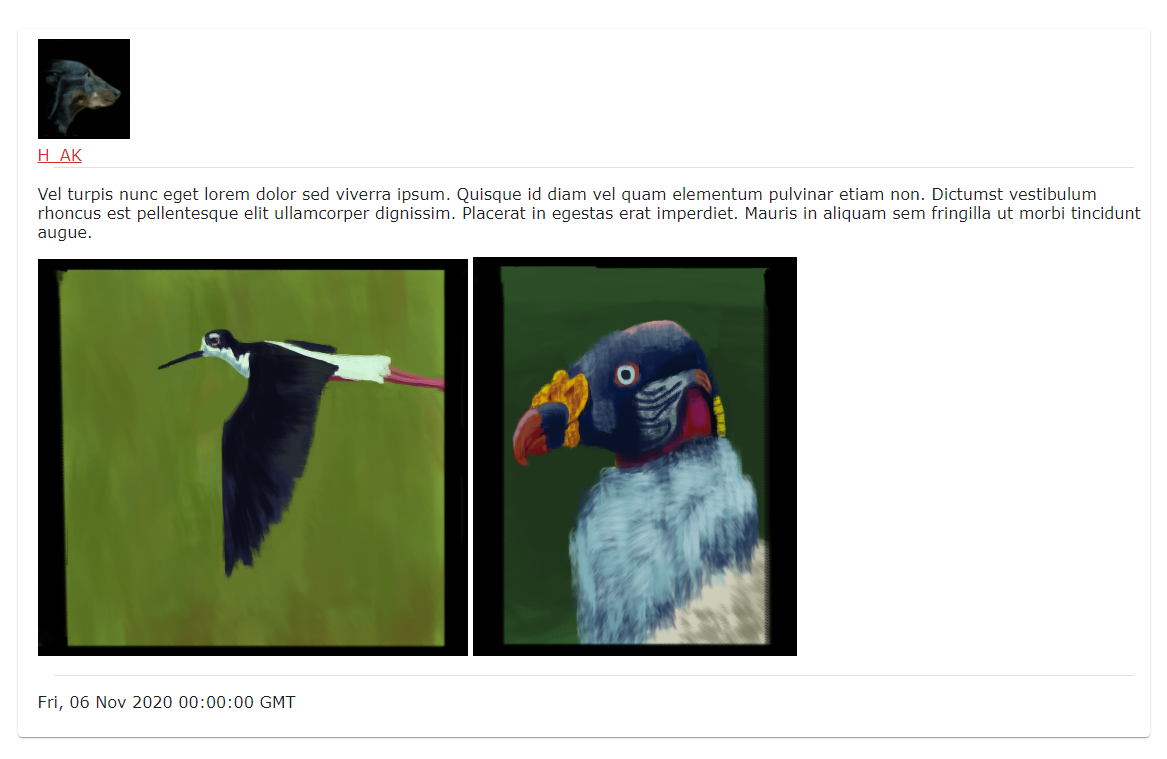 H_AK
Vel turpis nunc eget lorem dolor sed viverra ipsum. Quisque id diam vel quam elementum pulvinar etiam non. Dictumst vestibulum
rhoncus est pellentesque elit ullamcorper dignissim. Placerat in egestas erat imperdiet. Mauris in aliquam sem fringilla ut morbi tincidunt
augue.
Fri, 06 Nov 2020 00:00:00 GMT